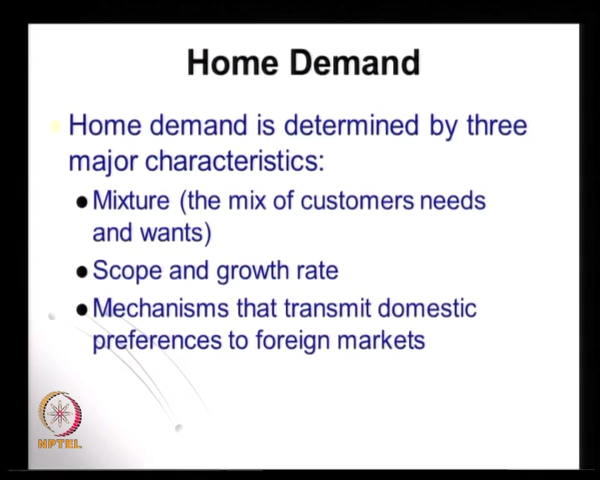 Home Demand
Home demand is determined by three
major characteristics:
Mixture (the mix of customers needs
and wants)
Scope and growth rate
Mechanisms that transmit domestic
preferences to foreign markets
NPTEL